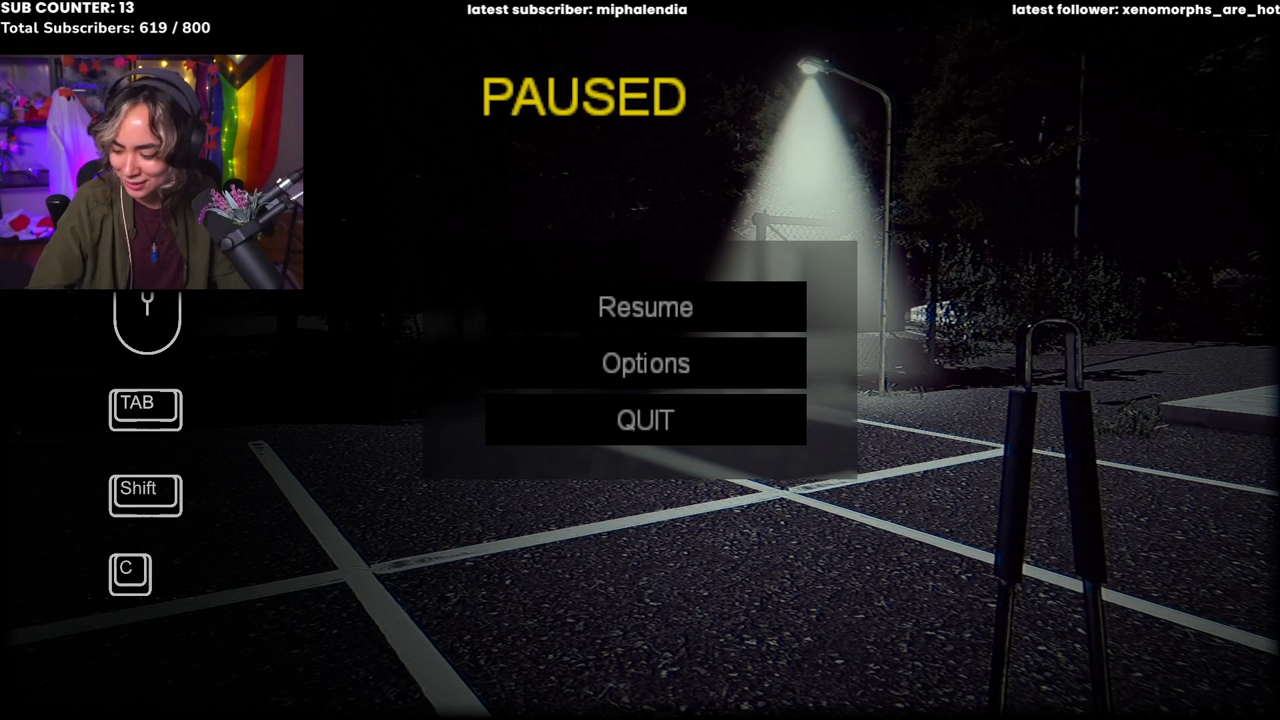 SUB COUNTER: 13
latest subscriber: miphalendia
latest follower: xenomorphs_are_hot
Total Subscribers: 619 / 800
PAUSED
Resume
Options
QUIT
TAB
Shift
C